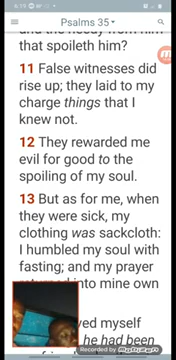 6:19
Psalms 35
that spoileth him?
11 False witnesses did
rise up; they laid to my
charge things that I
knew not.
12 They rewarded me
evil for good to the
spoiling of my soul.
13 But as for me, when
they were sick, my
clothing was sackcloth:
I humbled my soul with
fasting; and my prayer
into mine own
myself
he had been
Recorded by